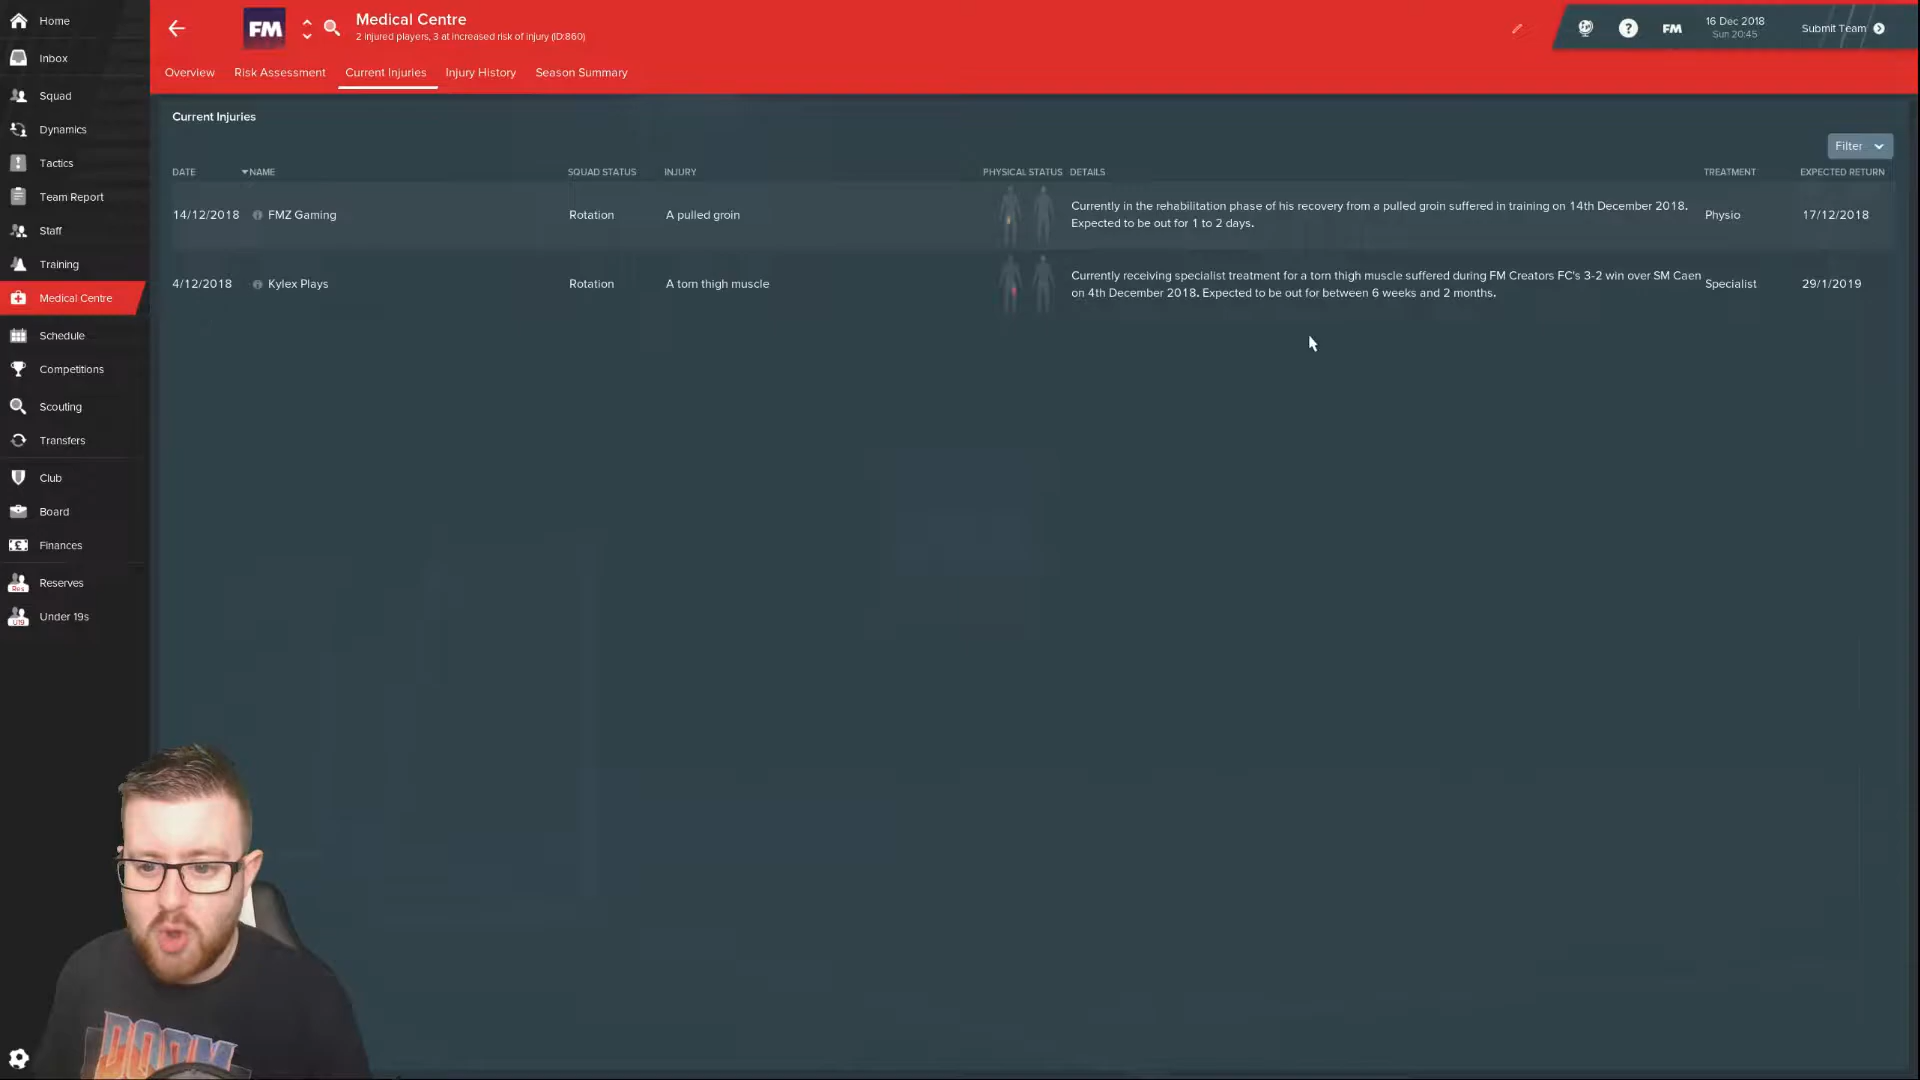 Home
Inbox
Squad
Dynamics
Tactics
Team Report
Staff
Training
Medical Centre
Schedule
Competitions
Scouting
Transfers
Club
Board
Finances
Reserves
Under 19s
FM
Medical Centre
2 injured players, 3 at increased risk of injury (ID:860)
FM
16 Dec 2018
Sun 20:45
Submit Team
Overview Risk Assessment Current Injuries Injury History Season Summary
Current Injuries
Filter
DATE NAME SQUAD STATUS INJURY PHYSICAL STATUS DETAILS TREATMENT EXPECTED RETURN
14/12/2018 FMZ Gaming Rotation A pulled groin Currently in the rehabilitation phase of his recovery from a pulled groin suffered in training on 14th December 2018. Physio 17/12/2018
Expected to be out for 1 to 2 days.
4/12/2018 Kylex Plays Rotation A torn thigh muscle Currently receiving specialist treatment for a torn thigh muscle suffered during FM Creators FC's 3-2 win over SM Caen Specialist 29/1/2019
on 4th December 2018. Expected to be out for between 6 weeks and 2 months.
DOOM